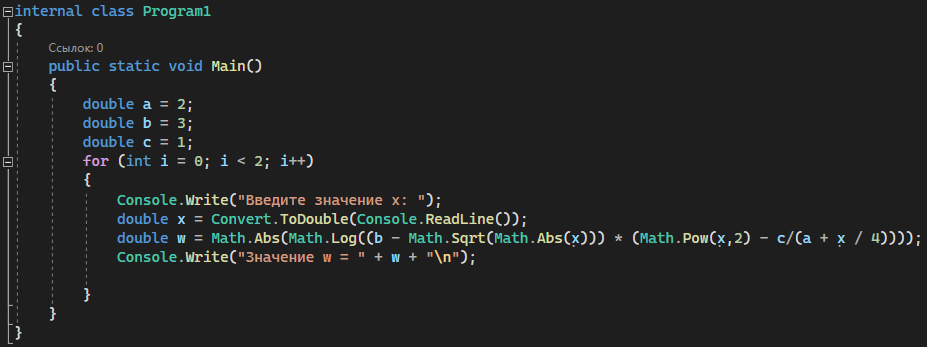 internal class Program1
{
Ссылок: 0
public static void Main()
{
double a = 2;
double b = 3;
double c = 1;
for (int i = 0; i < 2; i++)
{
Console.Write("Введите значение x: ");
double x = Convert.ToDouble(Console.ReadLine());
double w = Math.Abs(Math.Log((b - Math.Sqrt(Math.Abs(x))) * (Math.Pow(x,2) - c/(a + x / 4))));
Console.Write("Значение w = " + w + "\n");
}
}
}